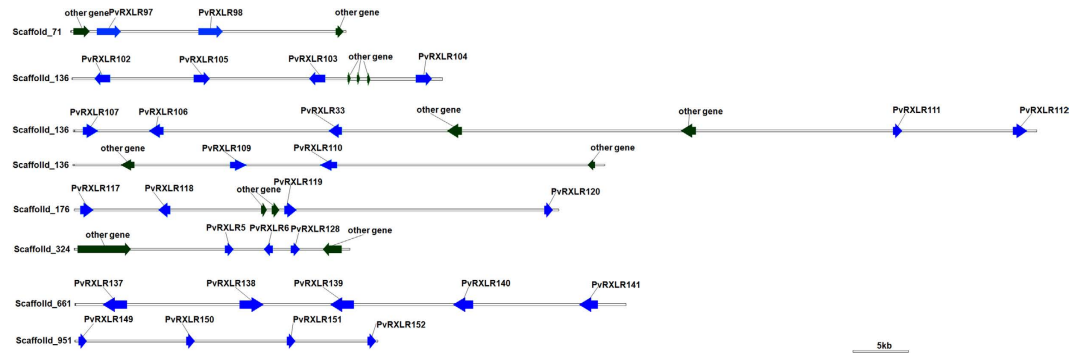 other gene PvRXLR97 PvRXLR98 other gene
Scaffold_71
PvRXLR102 PvRXLR105 PvRXLR103 other gene PvRXLR104
Scaffolld_136
PvRXLR107 PvRXLR106 PvRXLR33 other gene other gene PvRXLR111 PvRXLR112
Scaffolld_136
other gene PvRXLR109 PvRXLR110 other gene
Scaffolld_136
PvRXLR117 PvRXLR118 other gene PvRXLR119 PvRXLR120
Scaffolld_176
other gene PvRXLR5 PvRXLR6 PvRXLR128 other gene
Scaffolld_324
PvRXLR137 PvRXLR138 PvRXLR139 PvRXLR140 PvRXLR141
Scaffolld_661
PvRXLR149 PvRXLR150 PvRXLR151 PvRXLR152
Scaffolld_951
5kb